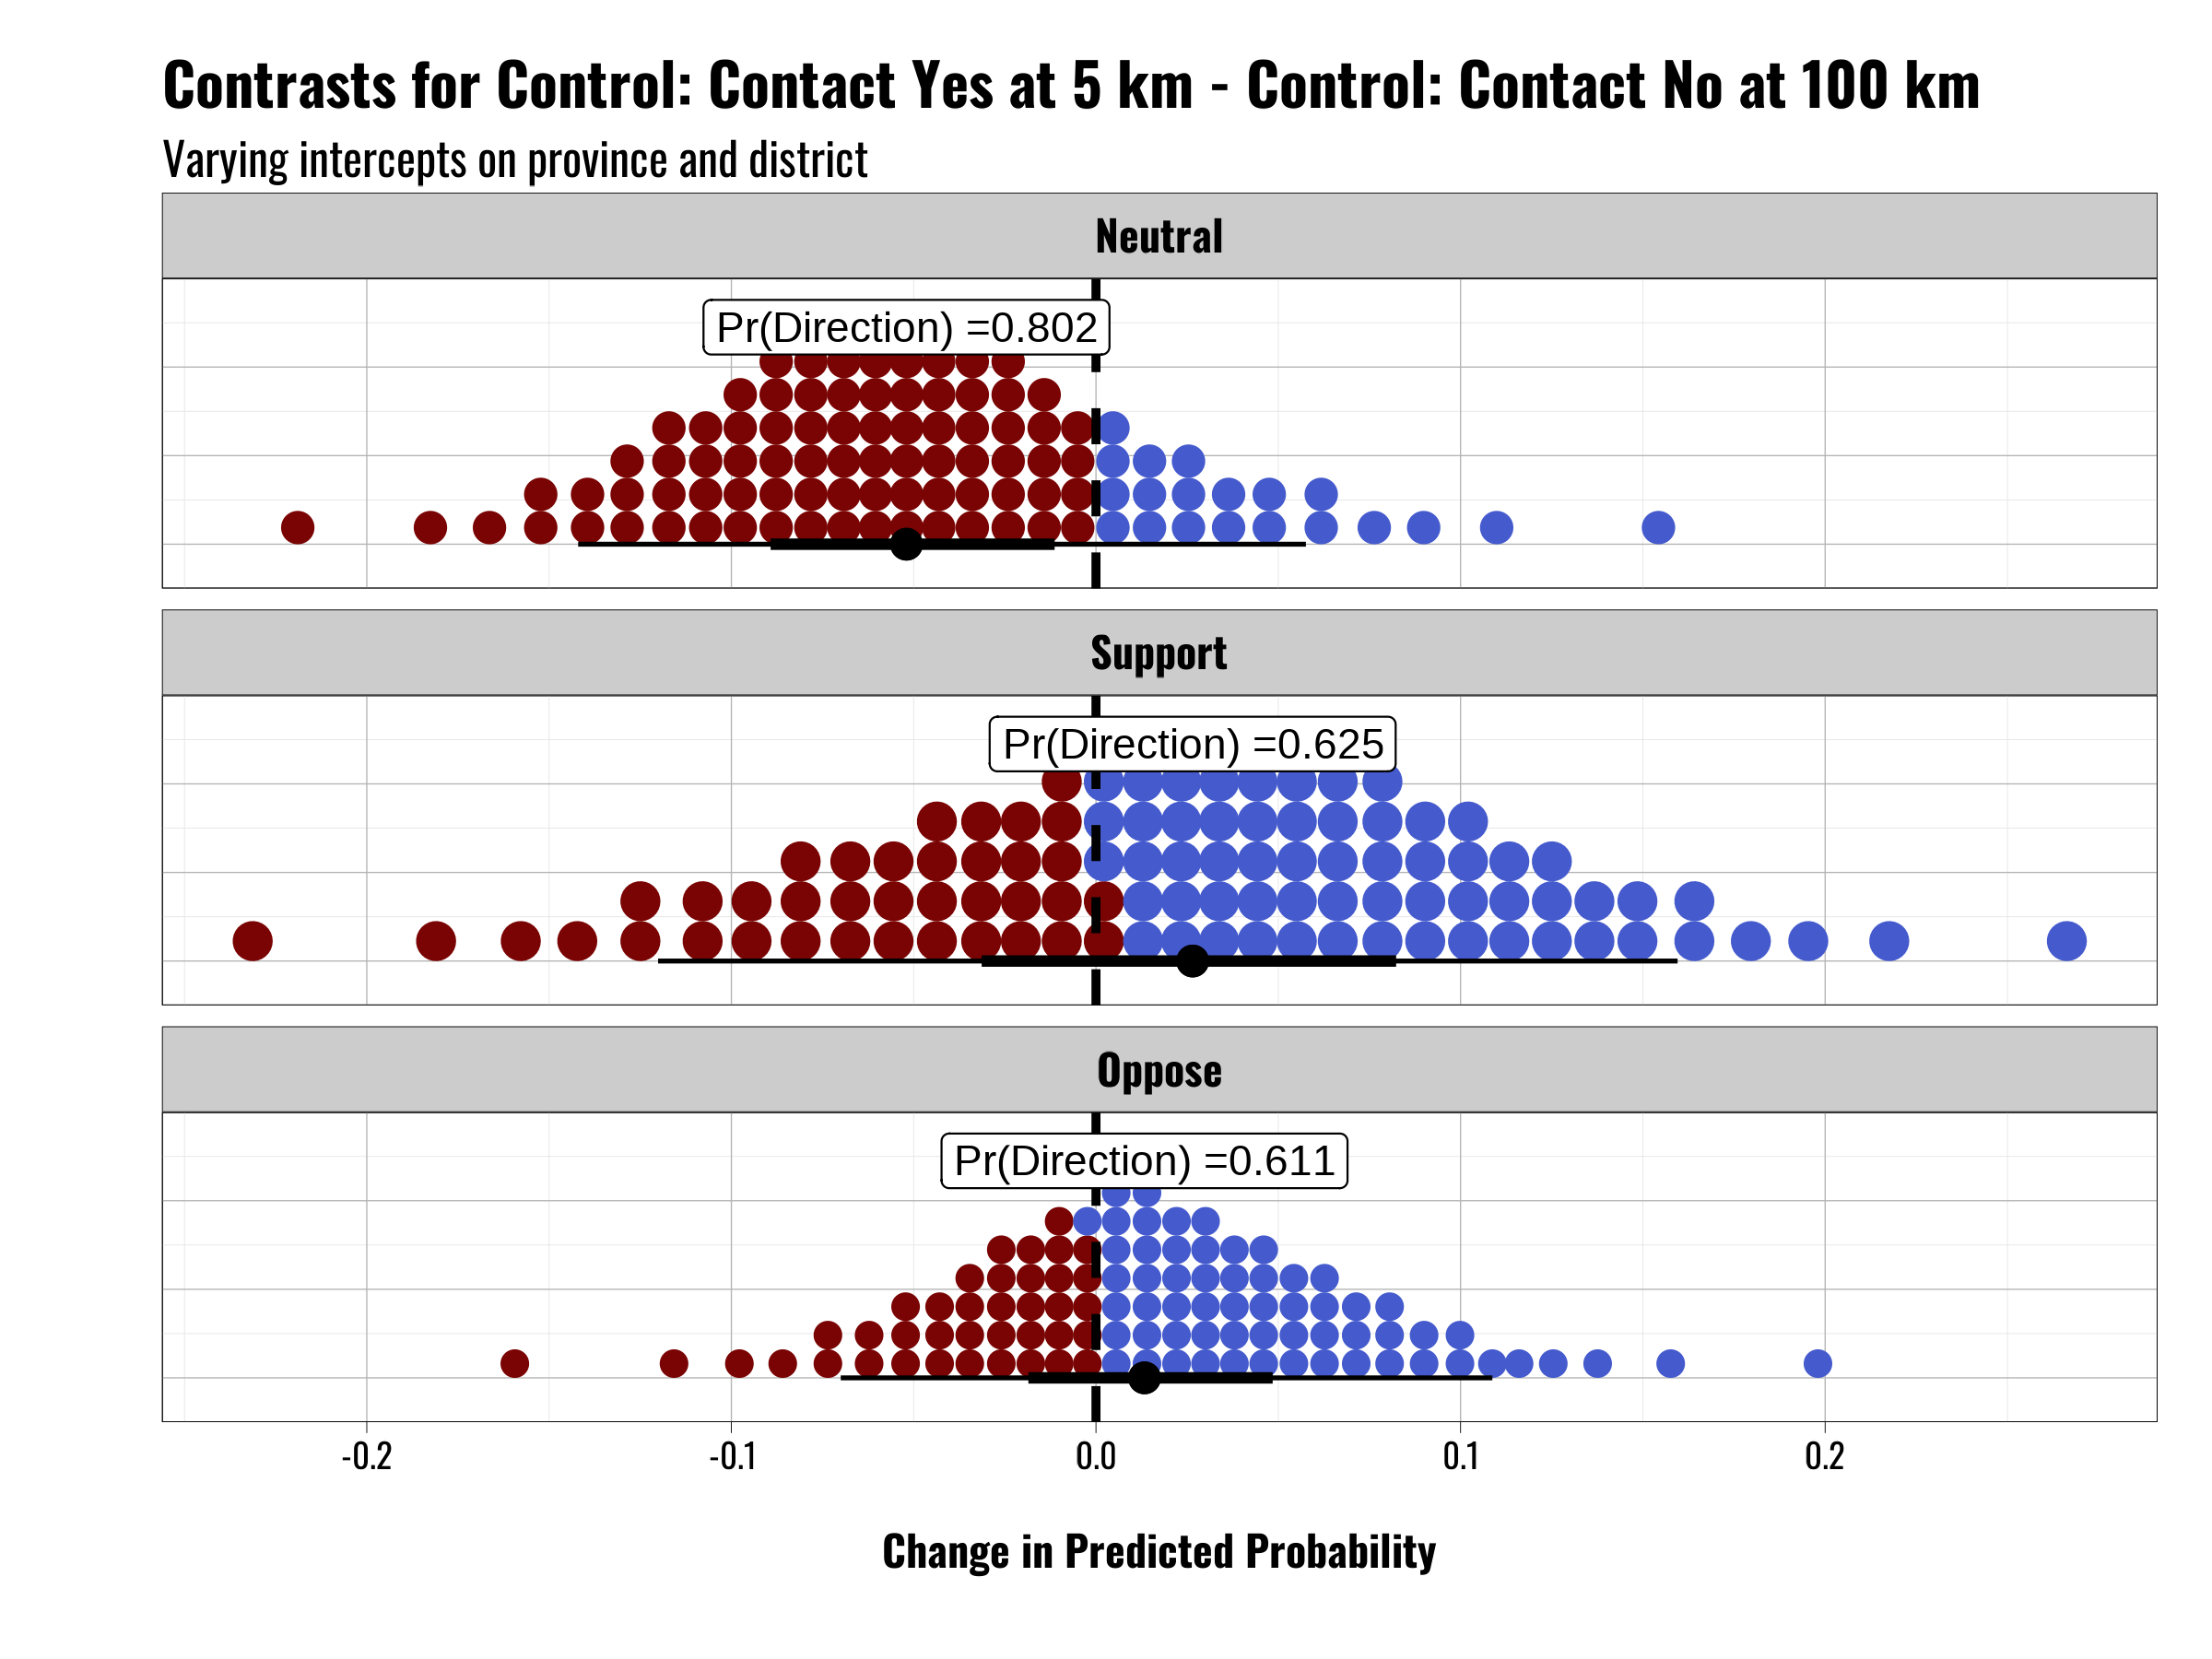 Contrasts for Control: Contact Yes at 5 km - Control: Contact No at 100 km
Varying intercepts on province and district
Neutral
Pr(Direction) =0.802
Support
Pr(Direction) =0.625
Oppose
Pr(Direction) =0.611
-0.2 -0.1 0.0 0.1 0.2
Change in Predicted Probability